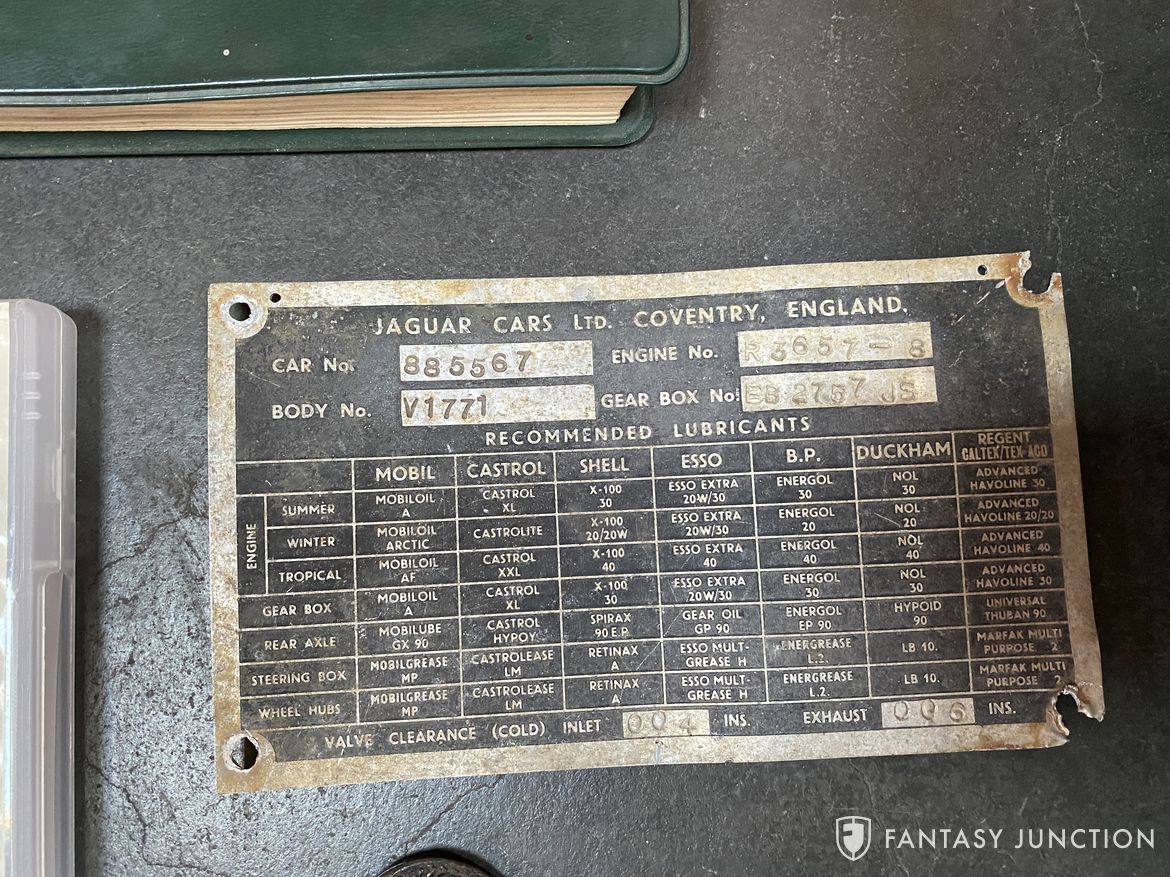 JAGUAR CARS LTD. COVENTRY, ENGLAND.
CAR No. 885567 ENGINE No. R3657-8
BODY No. V1771 GEAR BOX No. EB 2757 JS
RECOMMENDED LUBRICANTS
MOBIL CASTROL SHELL ESSO B.P. DUCKHAM REGENT CALTEX/TEXACO
ENGINE
SUMMER MOBILOIL A CASTROL XL X-100 30 ESSO EXTRA 20W/30 ENERGOL 30 NOL 30 ADVANCED HAVOLINE 30
WINTER MOBILOIL ARCTIC CASTROLITE X-100 20/20W ESSO EXTRA 20W/30 ENERGOL 20 NOL 20 ADVANCED HAVOLINE 20/20
TROPICAL MOBILOIL AF CASTROL XXL X-100 40 ESSO EXTRA 40 ENERGOL 40 NOL 40 ADVANCED HAVOLINE 40
GEAR BOX MOBILOIL A CASTROL XL X-100 30 ESSO EXTRA 20W/30 ENERGOL 30 NOL 30 ADVANCED HAVOLINE 30
REAR AXLE MOBILUBE GX 90 CASTROL HYPOY SPIRAX 90 E.P. GEAR OIL GP 90 ENERGOL EP 90 HYPOID 90 UNIVERSAL THUBAN 90
STEERING BOX MOBILGREASE MP CASTROLEASE LM RETINAX A ESSO MULT-GREASE H ENERGREASE L.2. LB 10. MARFAK MULTI PURPOSE 2
WHEEL HUBS MOBILGREASE MP CASTROLEASE LM RETINAX A ESSO MULT-GREASE H ENERGREASE L.2. LB 10. MARFAK MULTI PURPOSE 2
VALVE CLEARANCE (COLD) INLET 004 INS. EXHAUST 006 INS.
FANTASY JUNCTION